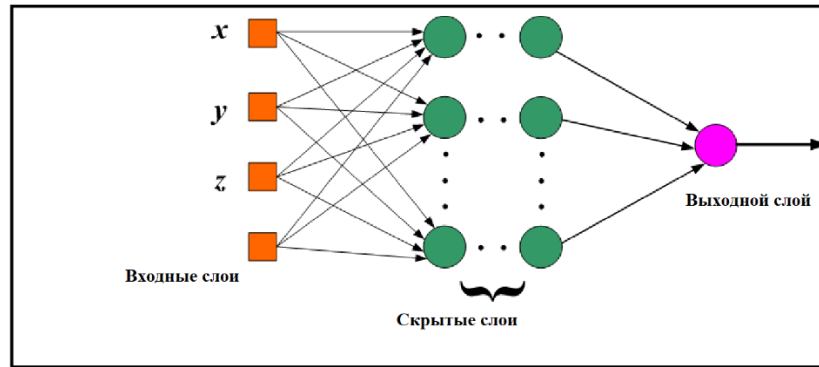 x
y
z
Входные слои
Скрытые слои
Выходной слой